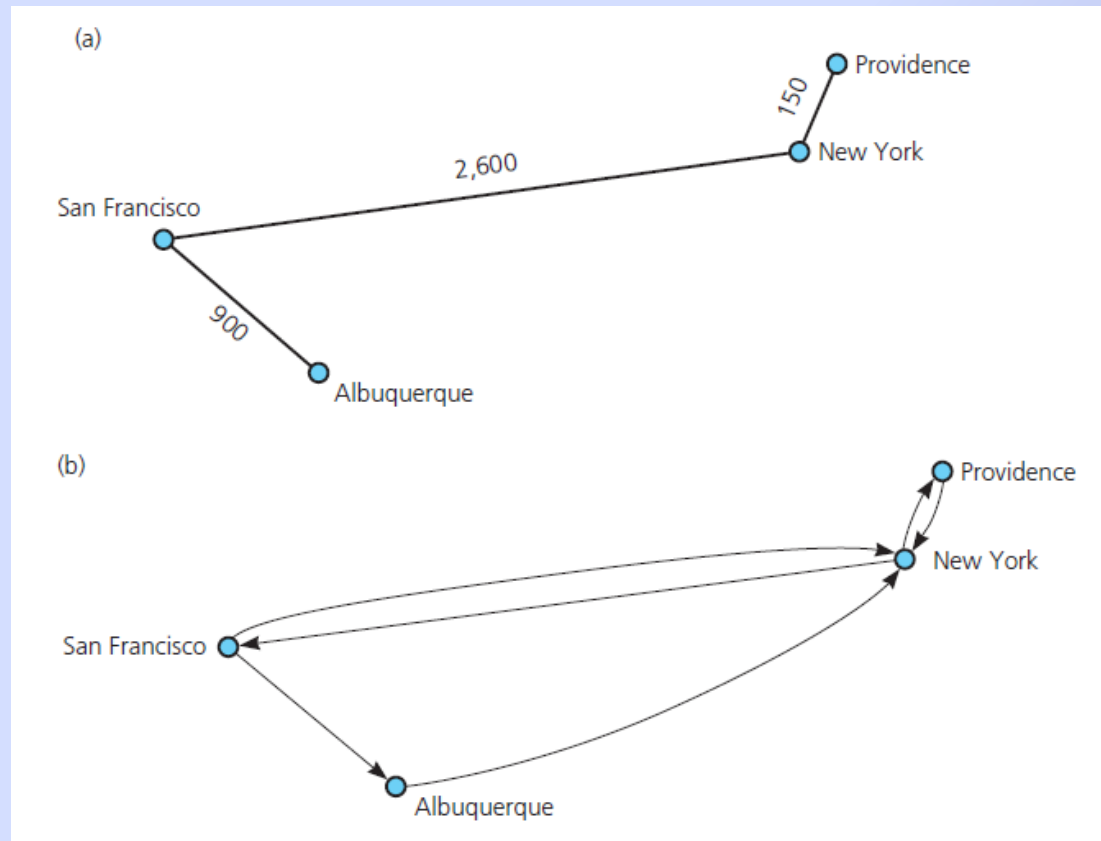 (a)
Providence
150
New York
2,600
San Francisco
900
Albuquerque
(b)
Providence
New York
San Francisco
Albuquerque